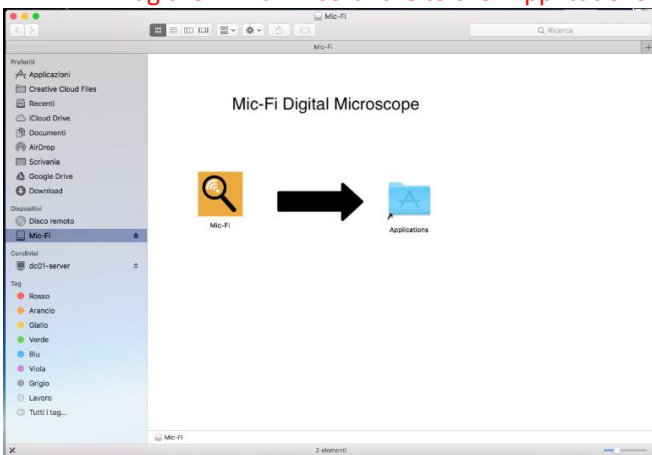 Mic-Fi
Ricerca
Mic-Fi
Preferiti
Applicazioni
Creative Cloud Files
Recenti
iCloud Drive
Documenti
AirDrop
Scrivania
Google Drive
Download
Dispositivi
Disco remoto
Mic-Fi
Condivisi
dc01-server
Tag
Rosso
Arancio
Giallo
Verde
Blu
Viola
Grigio
Lavoro
Tutti i tag...
Mic-Fi Digital Microscope
Mic-Fi
Applications
Mic-Fi
2 elementi